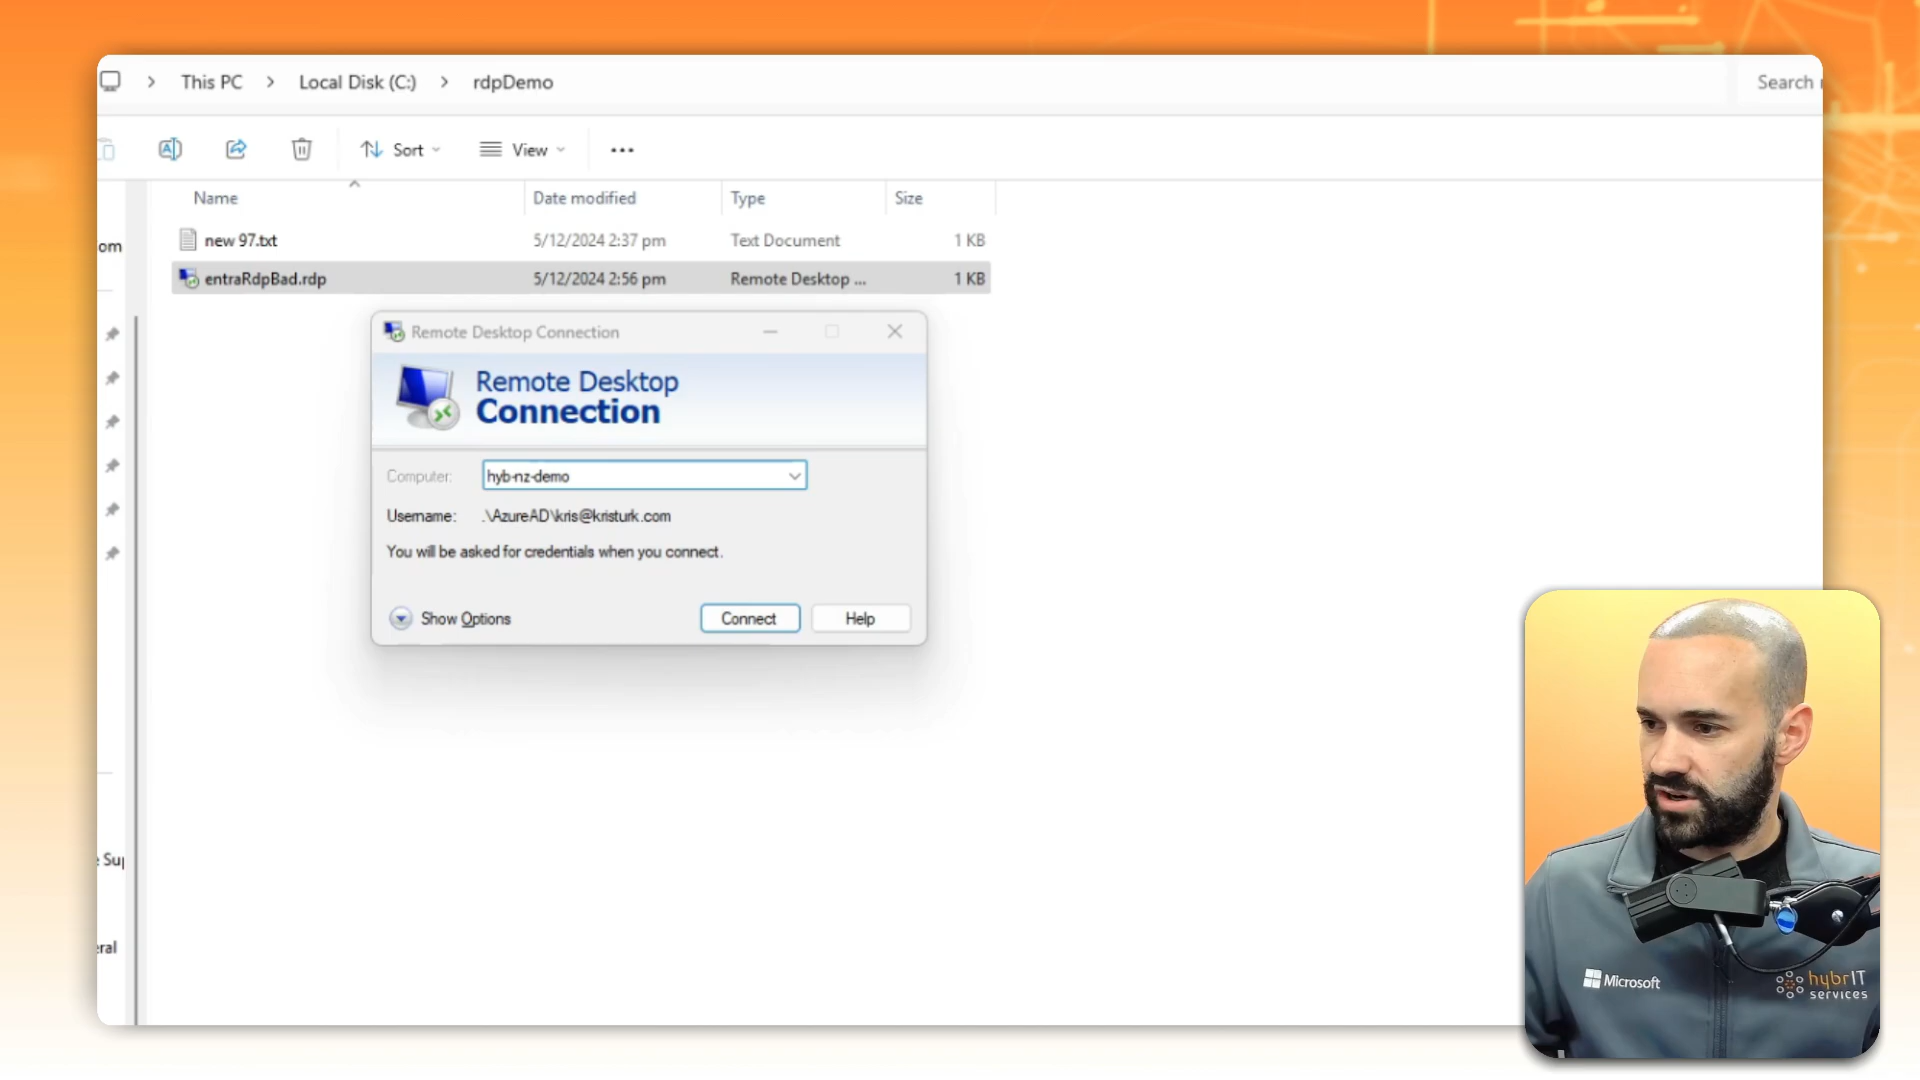 This PC > Local Disk (C:) > rdpDemo
Search
Sort
View
Name
Date modified
Type
Size
om
new 97.txt
5/12/2024 2:37 pm
Text Document
1 KB
entraRdpBad.rdp
5/12/2024 2:56 pm
Remote Desktop ...
1 KB
Remote Desktop Connection
Remote Desktop
Connection
Computer:
hyb-nz-demo
Username:
.\AzureAD\kris@kristurk.com
You will be asked for credentials when you connect.
Show Options
Connect
Help
e Sup
eral
Microsoft
hybrIT
services